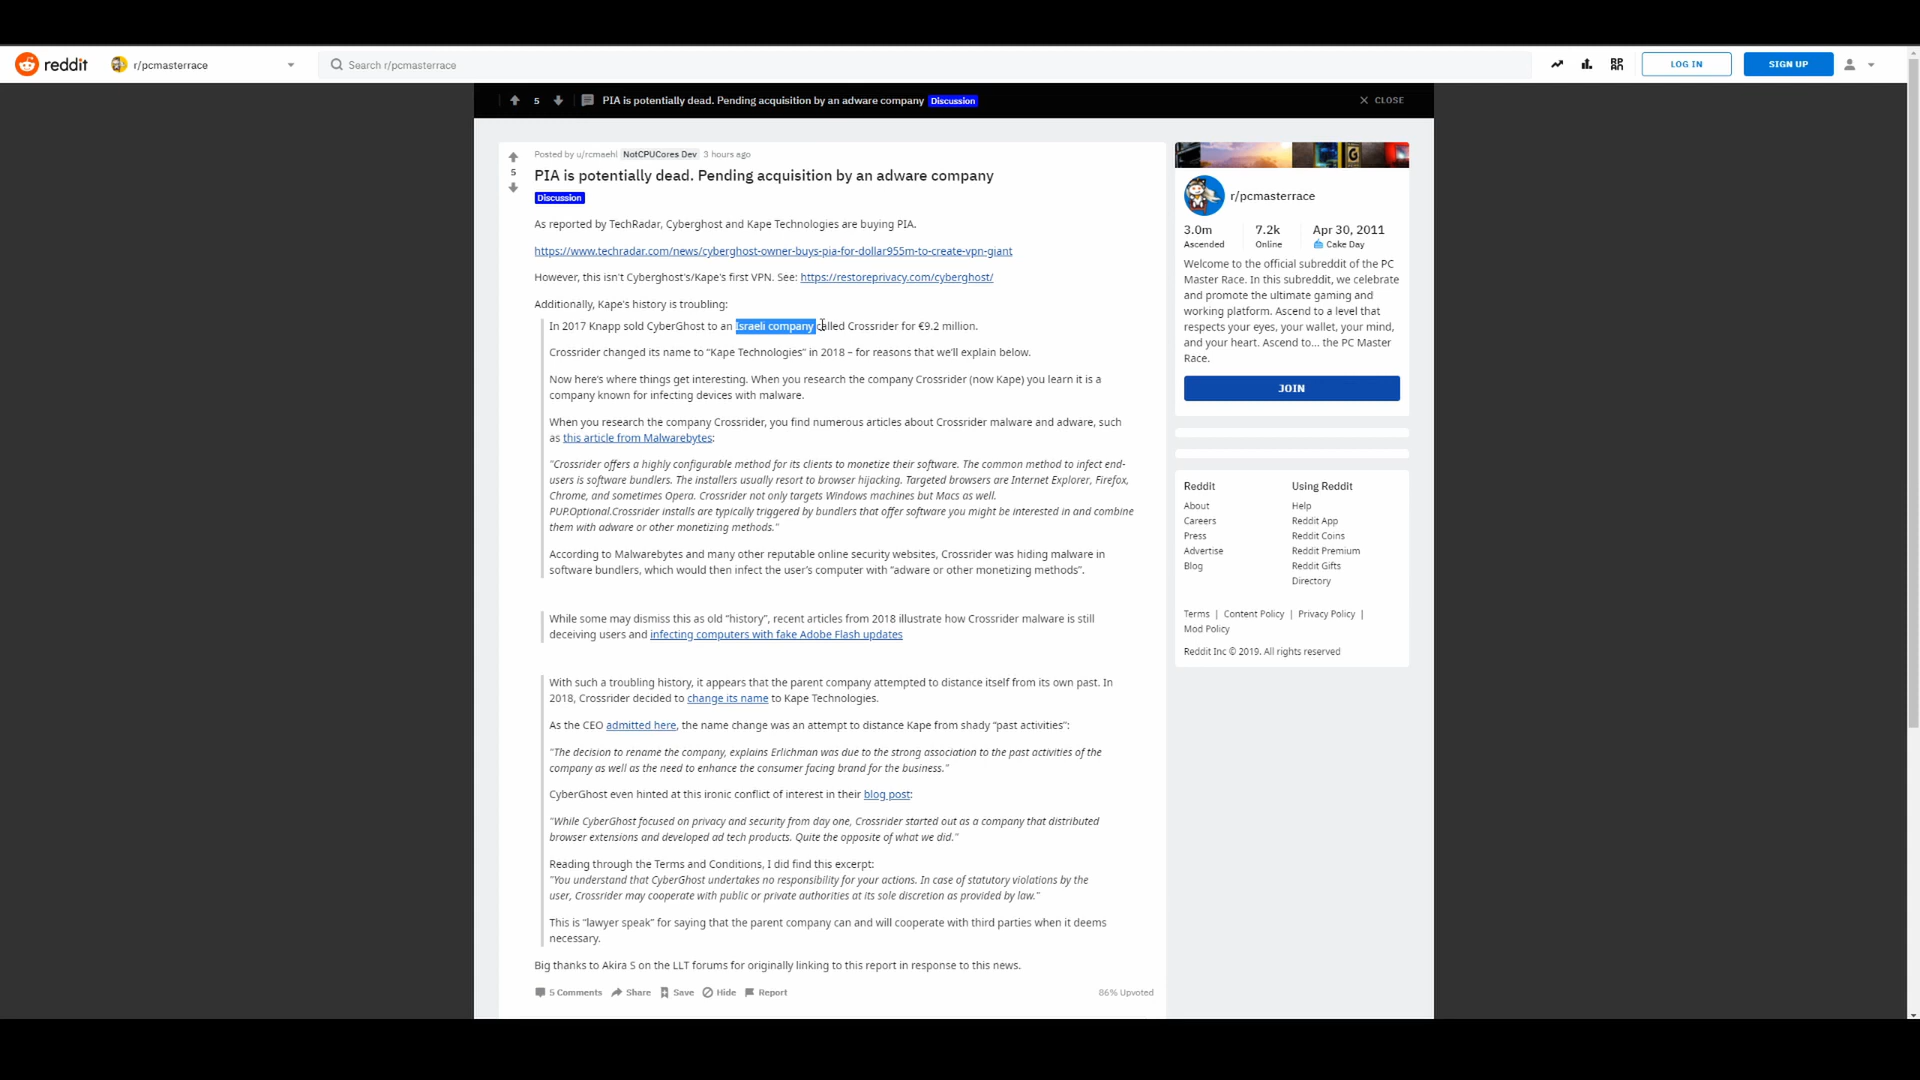 reddit
r/pcmasterrace
Search r/pcmasterrace
LOG IN
SIGN UP
5
PIA is potentially dead. Pending acquisition by an adware company Discussion
CLOSE
Posted by u/rcmaehl NotCPUCores Dev 3 hours ago
5
PIA is potentially dead. Pending acquisition by an adware company
Discussion
As reported by TechRadar, Cyberghost and Kape Technologies are buying PIA.
https://www.techradar.com/news/cyberghost-owner-buys-pia-for-dollar955m-to-create-vpn-giant
However, this isn't Cyberghost's/Kape's first VPN. See: https://restoreprivacy.com/cyberghost/
Additionally, Kape's history is troubling:
In 2017 Knapp sold CyberGhost to an Israeli company called Crossrider for €9.2 million.
Crossrider changed its name to “Kape Technologies” in 2018 – for reasons that we'll explain below.
Now here's where things get interesting. When you research the company Crossrider (now Kape) you learn it is a
company known for infecting devices with malware.
When you research the company Crossrider, you find numerous articles about Crossrider malware and adware, such
as this article from Malwarebytes:
"Crossrider offers a highly configurable method for its clients to monetize their software. The common method to infect end-
users is software bundlers. The installers usually resort to browser hijacking. Targeted browsers are Internet Explorer, Firefox,
Chrome, and sometimes Opera. Crossrider not only targets Windows machines but Macs as well.
PUP.Optional.Crossrider installs are typically triggered by bundlers that offer software you might be interested in and combine
them with adware or other monetizing methods."
According to Malwarebytes and many other reputable online security websites, Crossrider was hiding malware in
software bundlers, which would then infect the user's computer with “adware or other monetizing methods”.
While some may dismiss this as old “history”, recent articles from 2018 illustrate how Crossrider malware is still
deceiving users and infecting computers with fake Adobe Flash updates
With such a troubling history, it appears that the parent company attempted to distance itself from its own past. In
2018, Crossrider decided to change its name to Kape Technologies.
As the CEO admitted here, the name change was an attempt to distance Kape from shady “past activities”:
"The decision to rename the company, explains Erlichman was due to the strong association to the past activities of the
company as well as the need to enhance the consumer facing brand for the business."
CyberGhost even hinted at this ironic conflict of interest in their blog post:
"While CyberGhost focused on privacy and security from day one, Crossrider started out as a company that distributed
browser extensions and developed ad tech products. Quite the opposite of what we did."
Reading through the Terms and Conditions, I did find this excerpt:
"You understand that CyberGhost undertakes no responsibility for your actions. In case of statutory violations by the
user, Crossrider may cooperate with public or private authorities at its sole discretion as provided by law."
This is “lawyer speak” for saying that the parent company can and will cooperate with third parties when it deems
necessary.
Big thanks to Akira S on the LLT forums for originally linking to this report in response to this news.
5 Comments Share Save Hide Report
86% Upvoted
r/pcmasterrace
3.0m 7.2k Apr 30, 2011
Ascended Online Cake Day
Welcome to the official subreddit of the PC
Master Race. In this subreddit, we celebrate
and promote the ultimate gaming and
working platform. Ascend to a level that
respects your eyes, your wallet, your mind,
and your heart. Ascend to... the PC Master
Race.
JOIN
Reddit Using Reddit
About Help
Careers Reddit App
Press Reddit Coins
Advertise Reddit Premium
Blog Reddit Gifts
Directory
Terms | Content Policy | Privacy Policy |
Mod Policy
Reddit Inc © 2019. All rights reserved